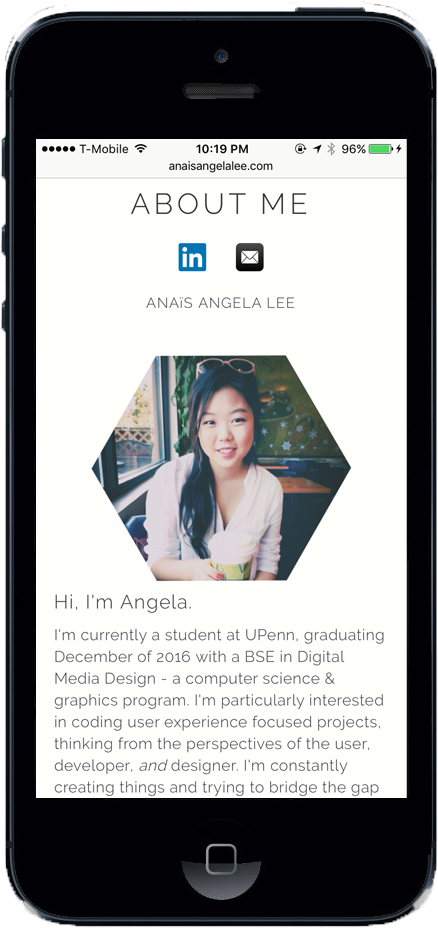 T-Mobile 10:19 PM 96%
anaisangelalee.com
ABOUT ME
in
ANAïS ANGELA LEE
Hi, I'm Angela.
I'm currently a student at UPenn, graduating
December of 2016 with a BSE in Digital
Media Design - a computer science &
graphics program. I'm particularly interested
in coding user experience focused projects,
thinking from the perspectives of the user,
developer, and designer. I'm constantly
creating things and trying to bridge the gap